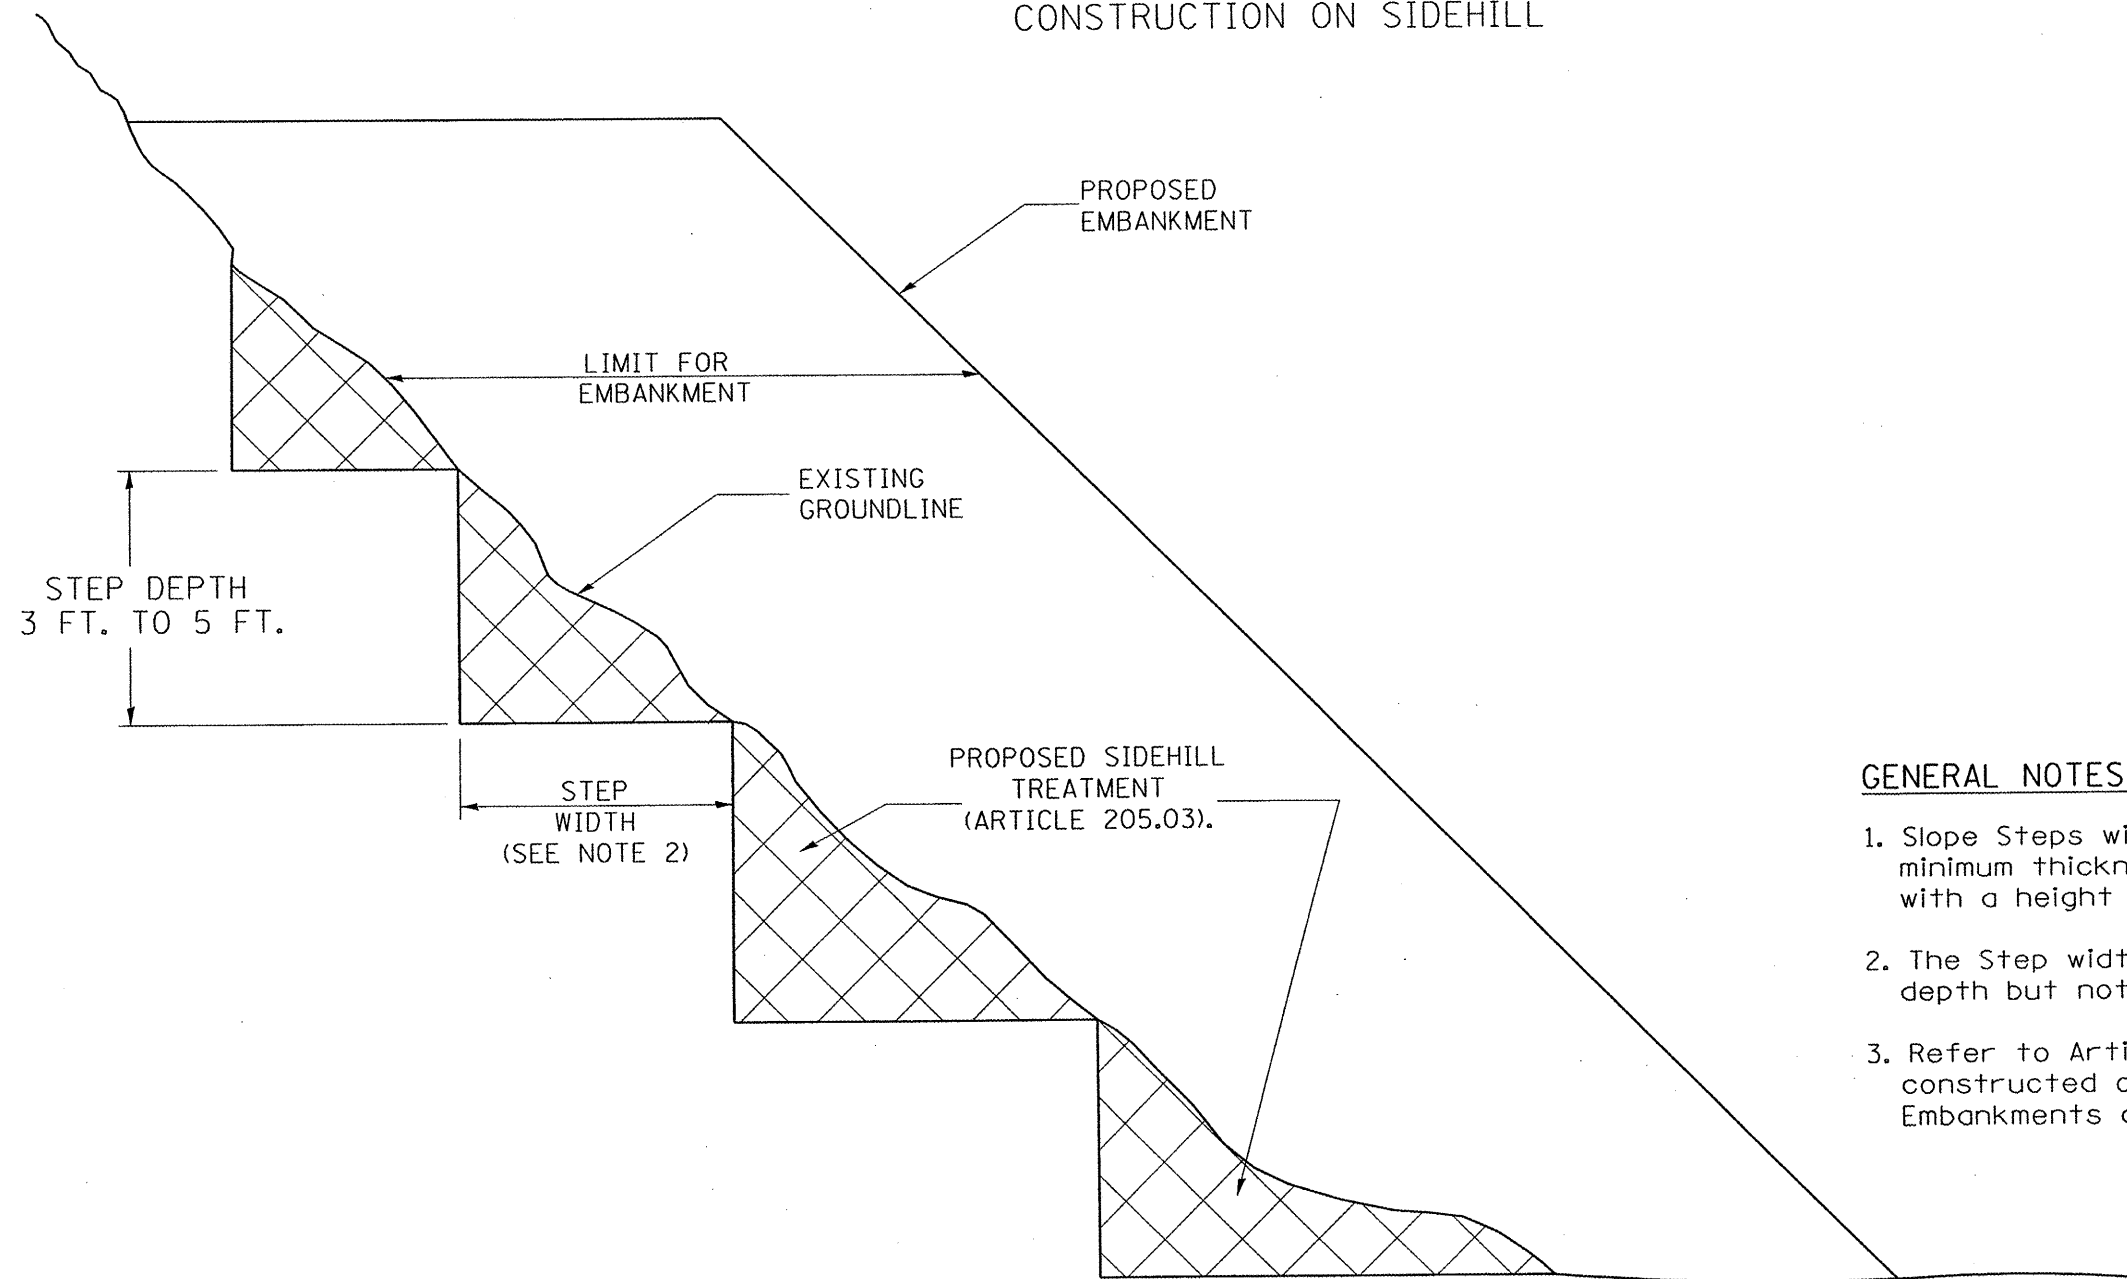 CONSTRUCTION ON SIDEHILL
PROPOSED
EMBANKMENT
LIMIT FOR
EMBANKMENT
EXISTING
GROUNDLINE
STEP DEPTH
3 FT. TO 5 FT.
STEP
WIDTH
(SEE NOTE 2)
PROPOSED SIDEHILL
TREATMENT
(ARTICLE 205.03).
GENERAL NOTES
1. Slope Steps
minimum
with a height
2. The Step
depth but not
3. Refer to
constructed
Embankments